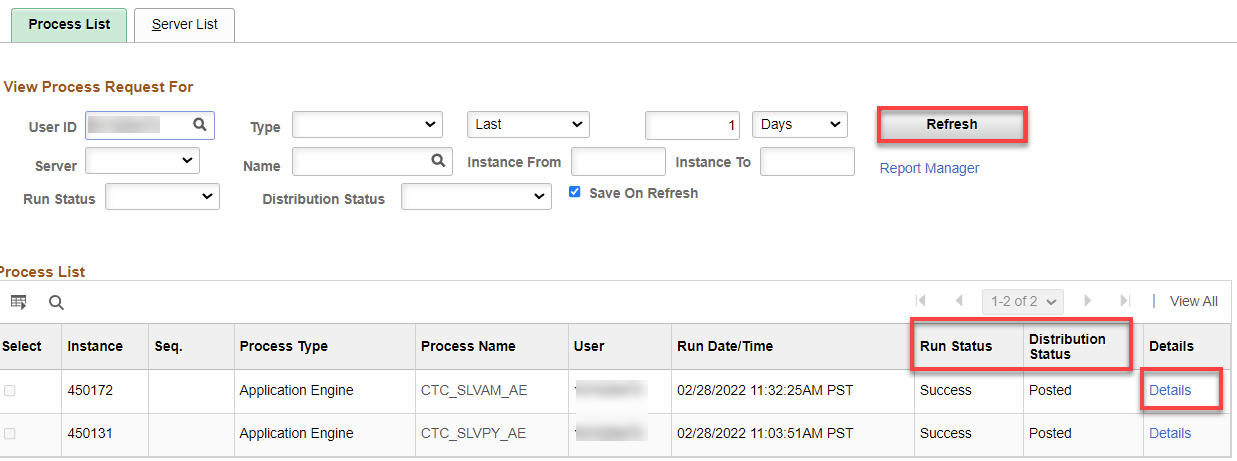 Process List Server List
View Process Request For
User ID Type Last 1 Days Refresh
Server Name Instance From Instance To Report Manager
Run Status Distribution Status Save On Refresh
Process List
1-2 of 2 View All
Select Instance Seq. Process Type Process Name User Run Date/Time Run Status Distribution Status Details
450172 Application Engine CTC_SLVAM_AE 02/28/2022 11:32:25AM PST Success Posted Details
450131 Application Engine CTC_SLVPY_AE 02/28/2022 11:03:51AM PST Success Posted Details